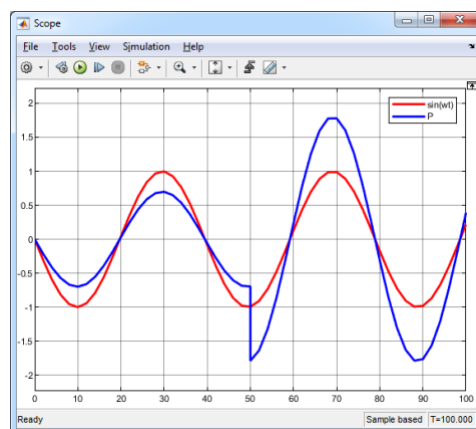 Scope
File Tools View Simulation Help
sin(wt)
P
2
1.5
1
0.5
0
-0.5
-1
-1.5
-2
0 10 20 30 40 50 60 70 80 90 100
Ready Sample based T=100.000